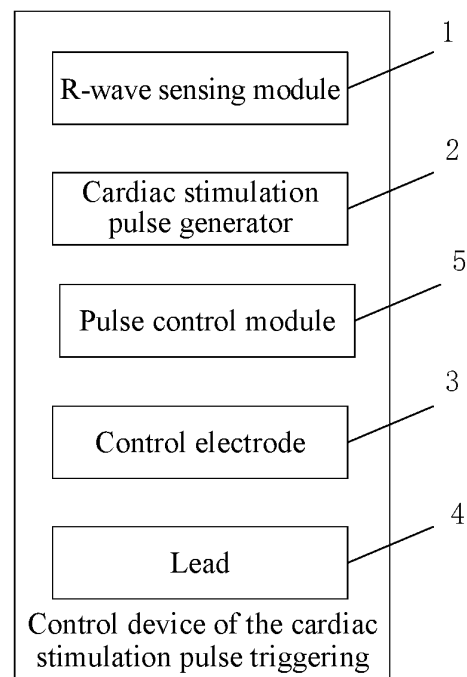 1
R-wave sensing module
2
Cardiac stimulation
pulse generator
5
Pulse control module
3
Control electrode
4
Lead
Control device of the cardiac
stimulation pulse triggering